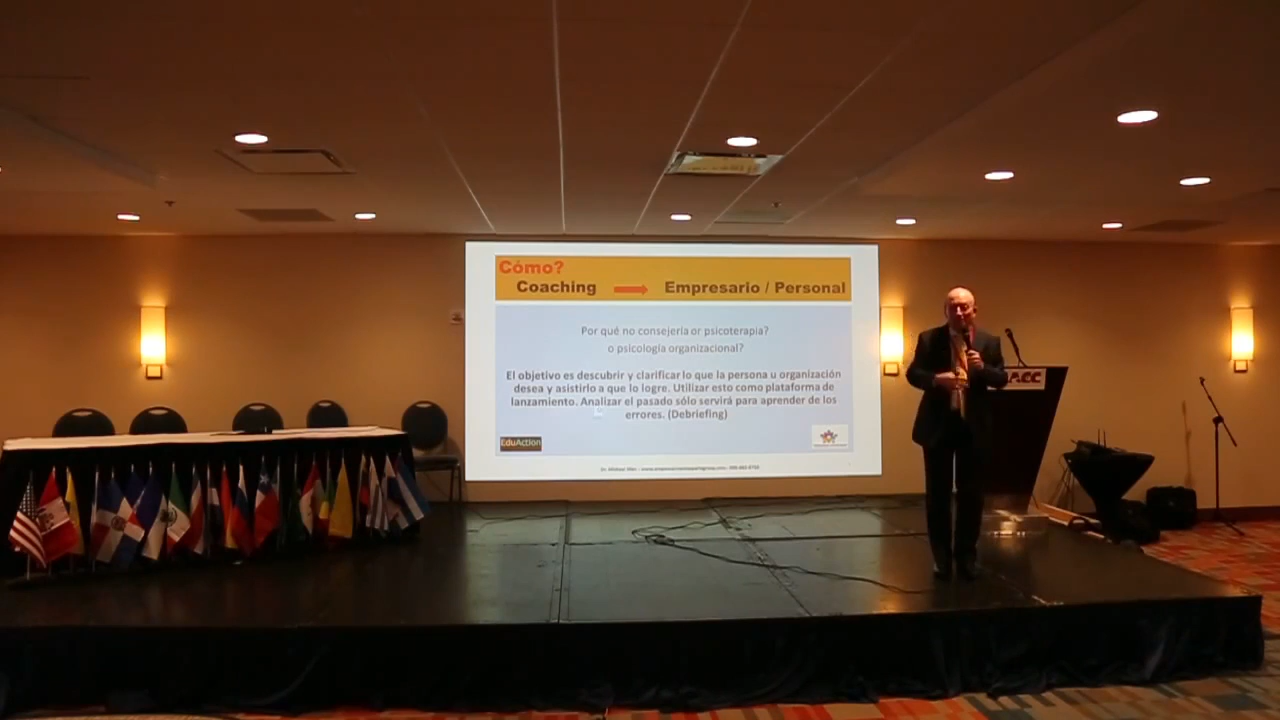 Cómo?
Coaching Empresario / Personal
Por qué no consejería or psicoterapia?
o psicología organizacional?
El objetivo es descubrir y clarificar lo que la persona u organización
desea y asistirlo a que lo logre. Utilizar esto como plataforma de
lanzamiento. Analizar el pasado sólo servirá para aprender de los
errores. (Debriefing)
EduAction
ACC